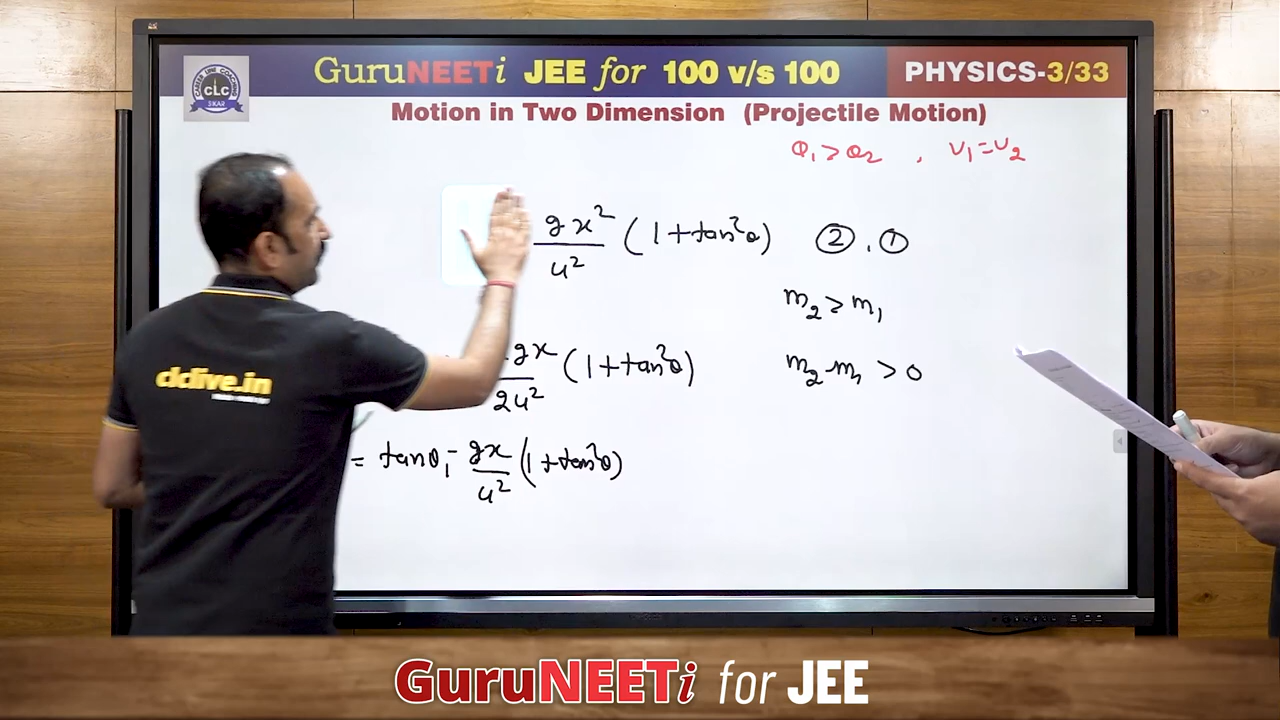 GuruNEETi JEE for 100 v/s 100 PHYSICS-3/33
CLC
SIKAR
Motion in Two Dimension (Projectile Motion)
θ₁ > θ₂ , v₁ = v₂
gx²/u² (1 + tan²θ) ② , ①
m₂ > m₁
gx/2u² (1 + tan²θ) m₂ - m₁ > 0
= tanθ₁ - gx/u² (1 + tan²θ)
clclive.in
GuruNEETi for JEE